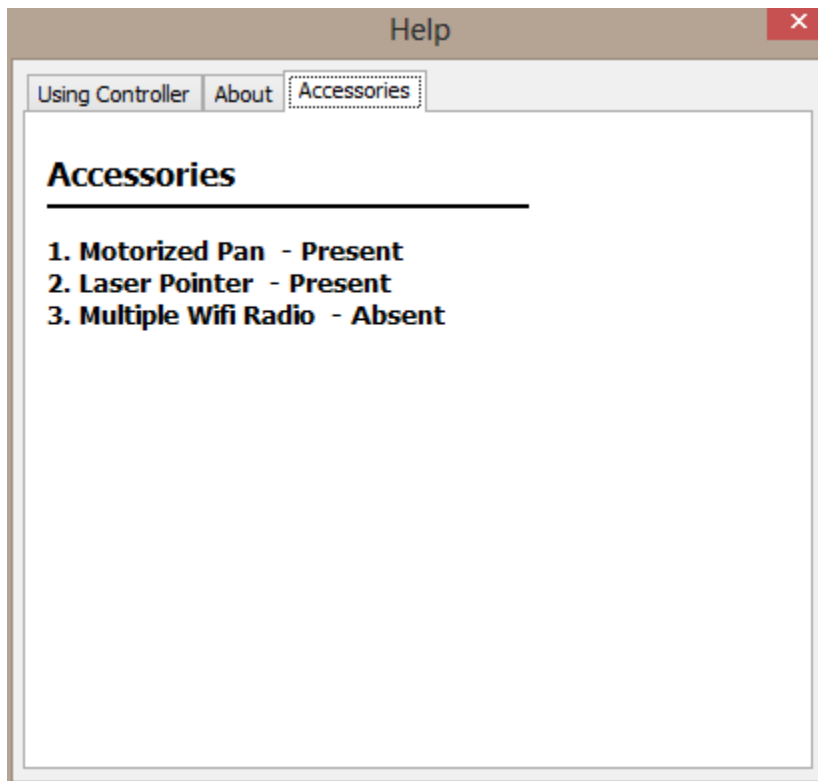 Help
Using Controller About Accessories
Accessories
1. Motorized Pan - Present
2. Laser Pointer - Present
3. Multiple Wifi Radio - Absent